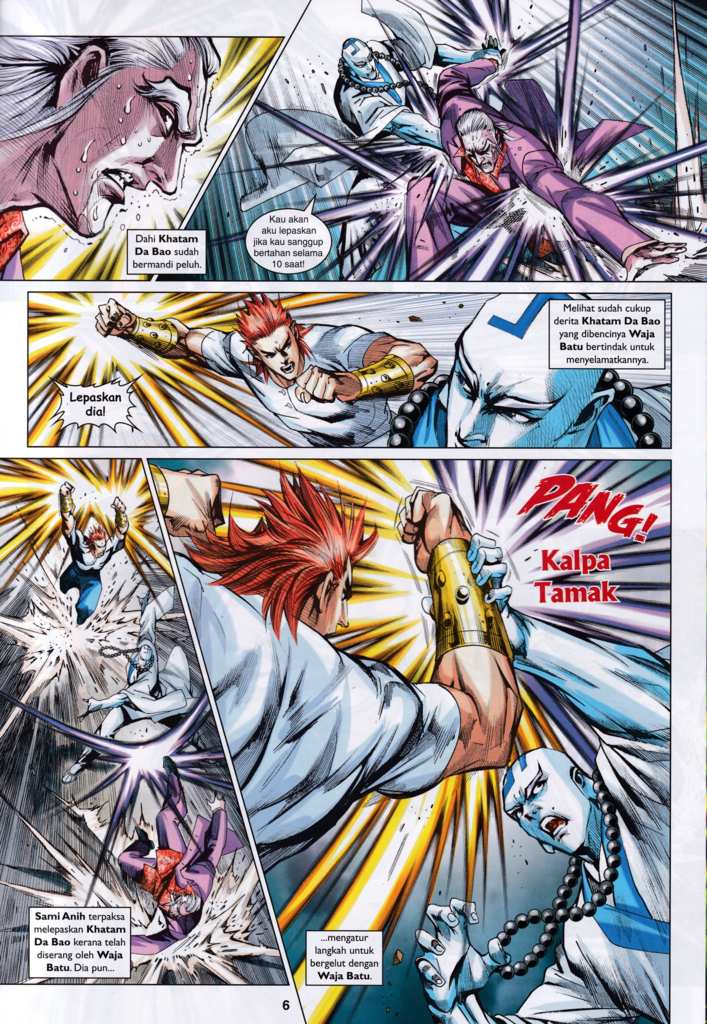 Dahi Khatam
Da Bao sudah
bermandi peluh.
Kau akan
aku lepaskan
jika kau sanggup
bertahan selama
10 saat!
Melihat sudah cukup
derita Khatam Da Bao
yang dibencinya Waja
Batu bertindak untuk
menyelamatkannya.
Lepaskan
dia!
Sami Anih terpaksa
melepaskan Khatam
Da Bao kerana telah
diserang oleh Waja
Batu. Dia pun...
PANG!
Kalpa
Tamak
...mengatur
langkah untuk
bergelut dengan
Waja Batu.
6